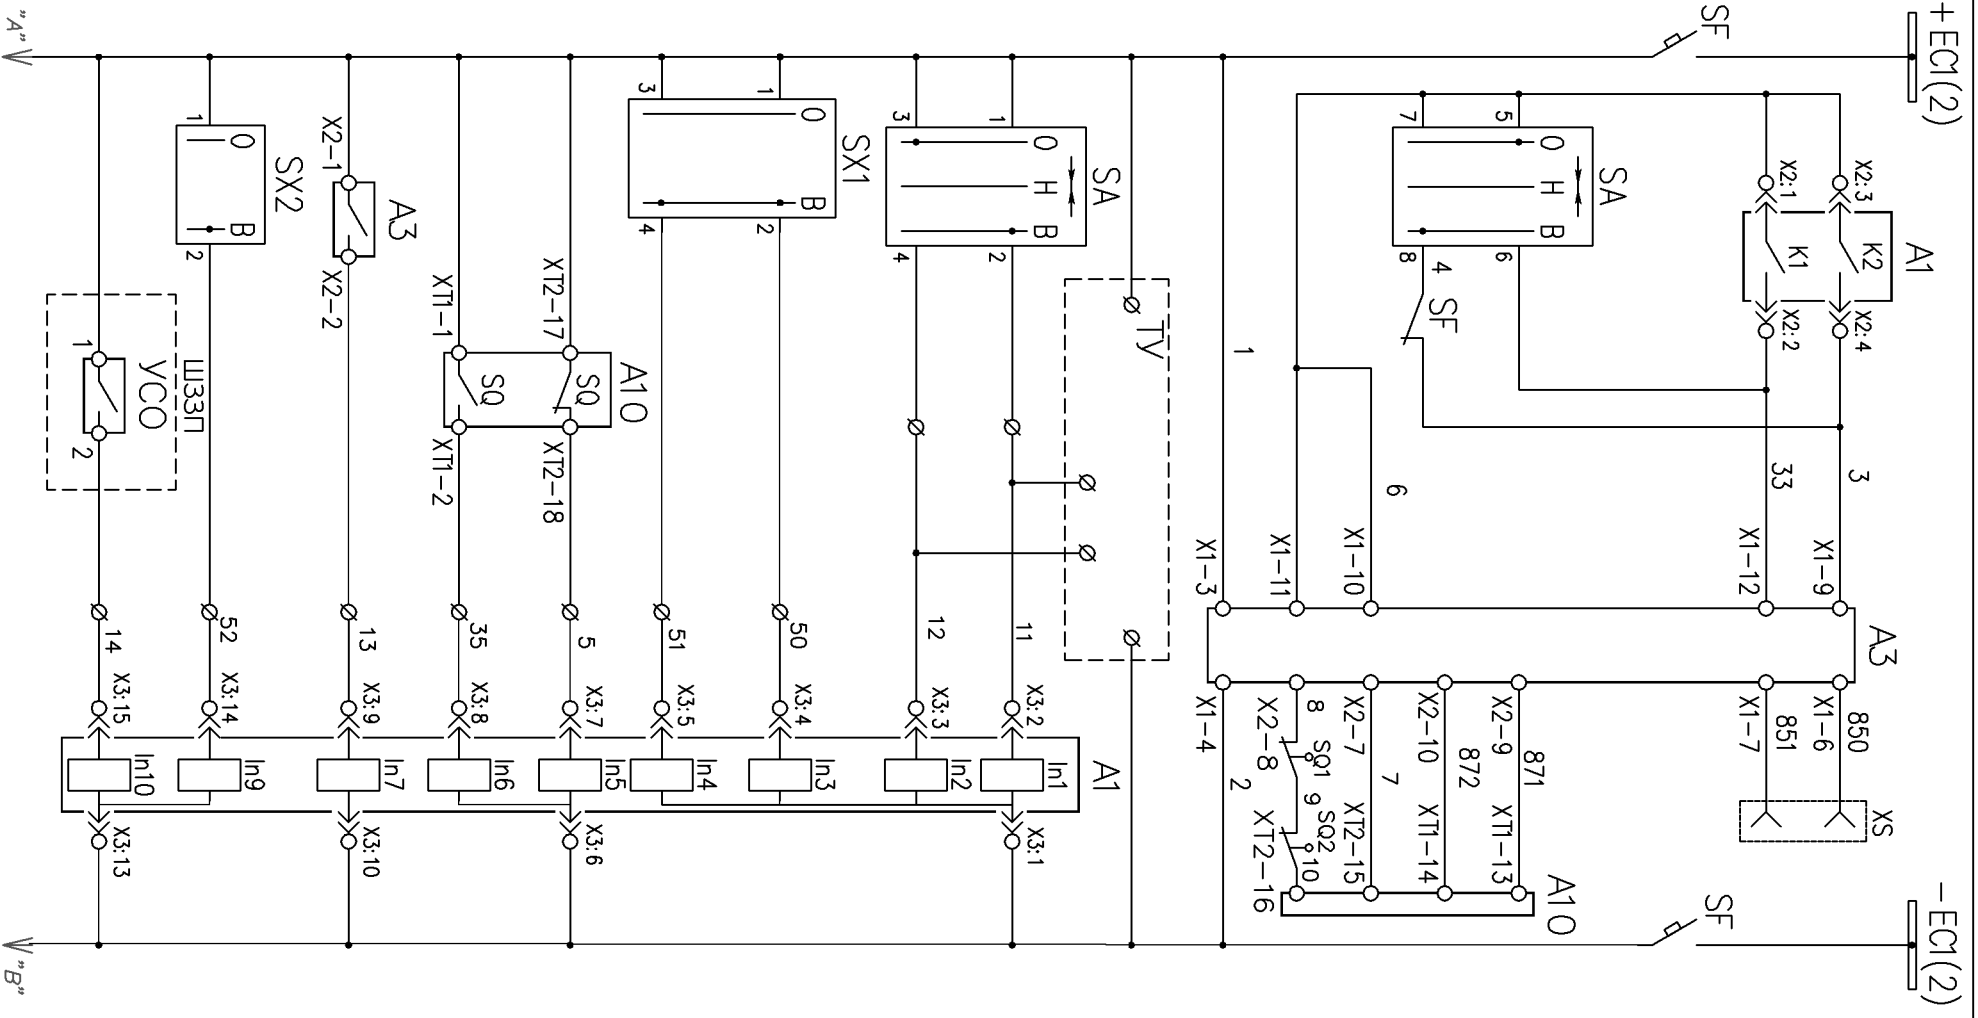 +EC1(2)
SF
-EC1(2)
SF
A1
X2:3
K2
X2:4
X2:1
K1
X2:2
3
33
X1-9
X1-12
A3
X1-6
850
X1-7
851
XS
SA
5
7
O
H
B
6
8
4
SF
6
X1-10
X1-11
X2-9
871
XT1-13
X2-10
872
XT1-14
X2-7
7
XT2-15
8
X2-8
SQ1
9
SQ2
10
XT2-16
A10
1
X1-3
X1-4
2
ТУ
SA
1
3
O
H
B
2
4
11
12
X3:2
X3:3
A1
In1
In2
X3:1
SX1
1
3
O
B
2
4
50
51
X3:4
X3:5
In3
In4
A10
XT2-17
SQ
XT2-18
5
X3:7
In5
X3:6
XT1-1
SQ
XT1-2
35
X3:8
In6
A3
X2-1
X2-2
13
X3:9
In7
X3:10
SX2
1
O
B
2
52
X3:14
In9
ШЗЗП
УСО
1
2
14
X3:15
In10
X3:13
"A"
"B"